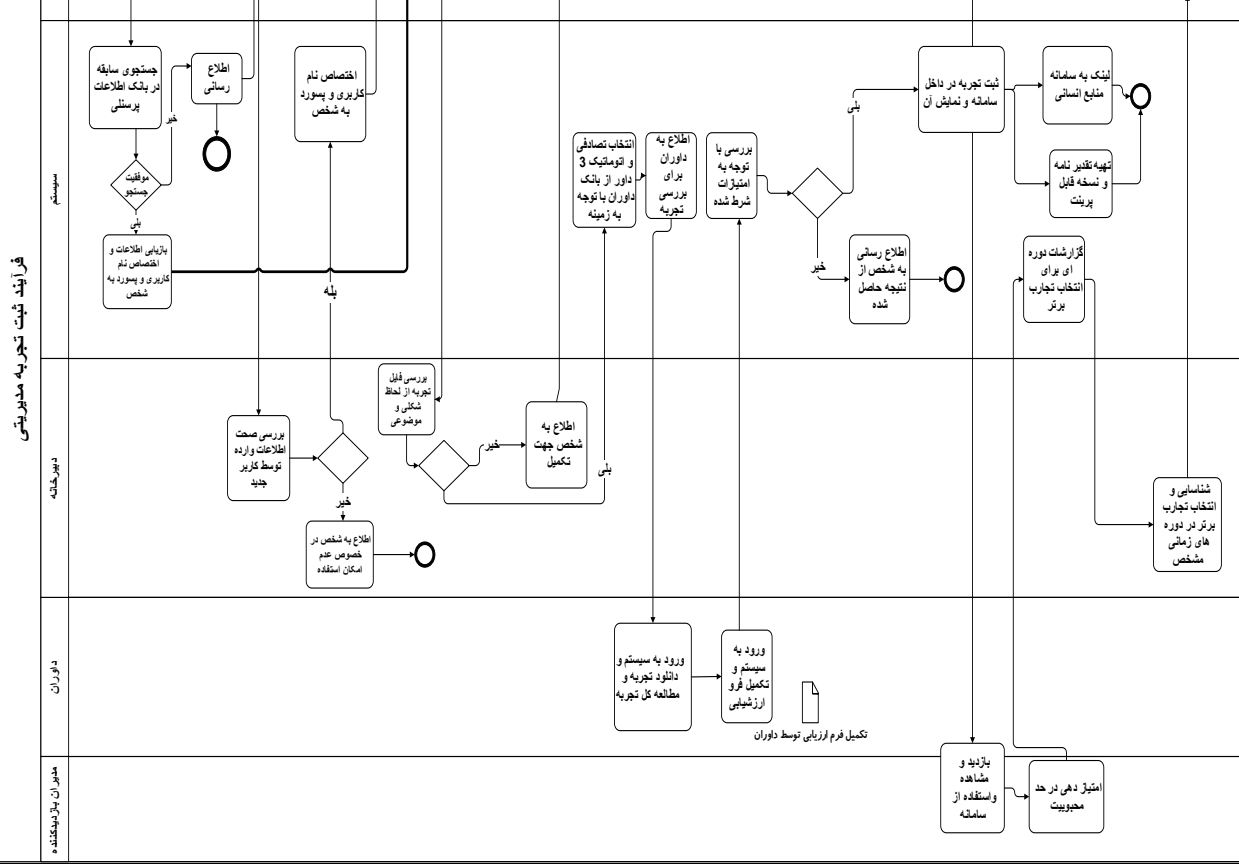 فرآیند ثبت تجربه مدیریتی
سیستم
جستجوی سابقه
در بانک اطلاعات
پرسنلی
اطلاع
رسانی
خیر
موفقیت
جستجو
بلی
بازیابی اطلاعات و
اختصاص نام
کاربری و پسورد به
شخص
اختصاص نام
کاربری و پسورد
به شخص
بله
انتخاب تصادفی
و اتوماتیک 3
داور از بانک
داوران با توجه
به زمینه
اطلاع به
داوران
برای
بررسی
تجربه
بررسی با
توجه به
امتیازات
شرط شده
بلی
خیر
اطلاع رسانی
به شخص از
نتیجه حاصل
شده
ثبت تجربه در داخل
سامانه و نمایش آن
لینک به سامانه
منابع انسانی
تهیه تقدیر نامه
و نسخه قابل
پرینت
گزارشات دوره
ای برای
انتخاب تجارب
برتر
دبیرخانه
بررسی صحت
اطلاعات وارده
توسط کاربر
جدید
خیر
اطلاع به شخص در
خصوص عدم
امکان استفاده
بررسی فایل
تجربه از لحاظ
شکلی و
موضوعی
خیر
اطلاع به
شخص جهت
تکمیل
بلی
شناسایی و
انتخاب تجارب
برتر در دوره
های زمانی
مشخص
داوران
ورود به سیستم و
دانلود تجربه و
مطالعه کل تجربه
ورود به
سیستم و
تکمیل فرو
ارزشیابی
تکمیل فرم ارزیابی توسط داوران
مدیران بازدیدکننده
بازدید و
مشاهده
واستفاده از
سامانه
امتیاز دهی در حد
محبوبیت